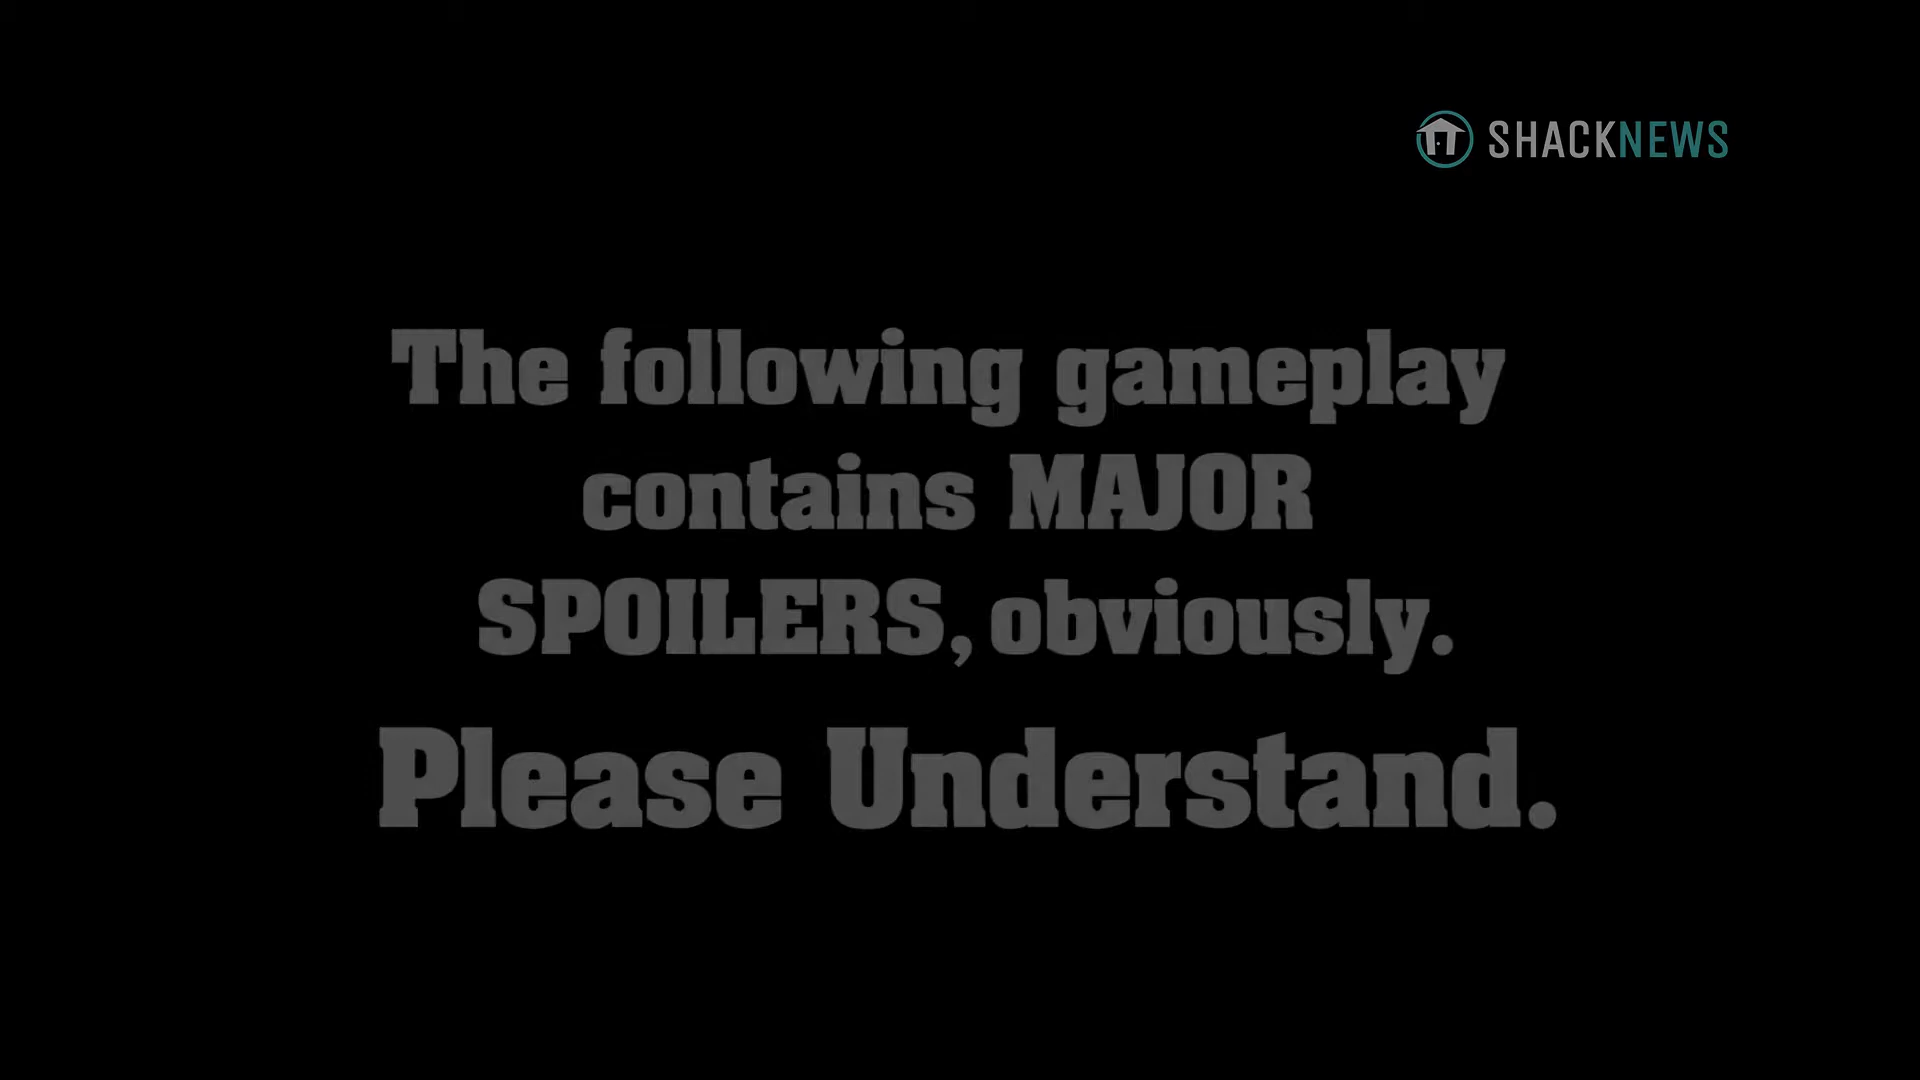 SHACKNEWS
The following gameplay
contains MAJOR
SPOILERS, obviously.
Please Understand.